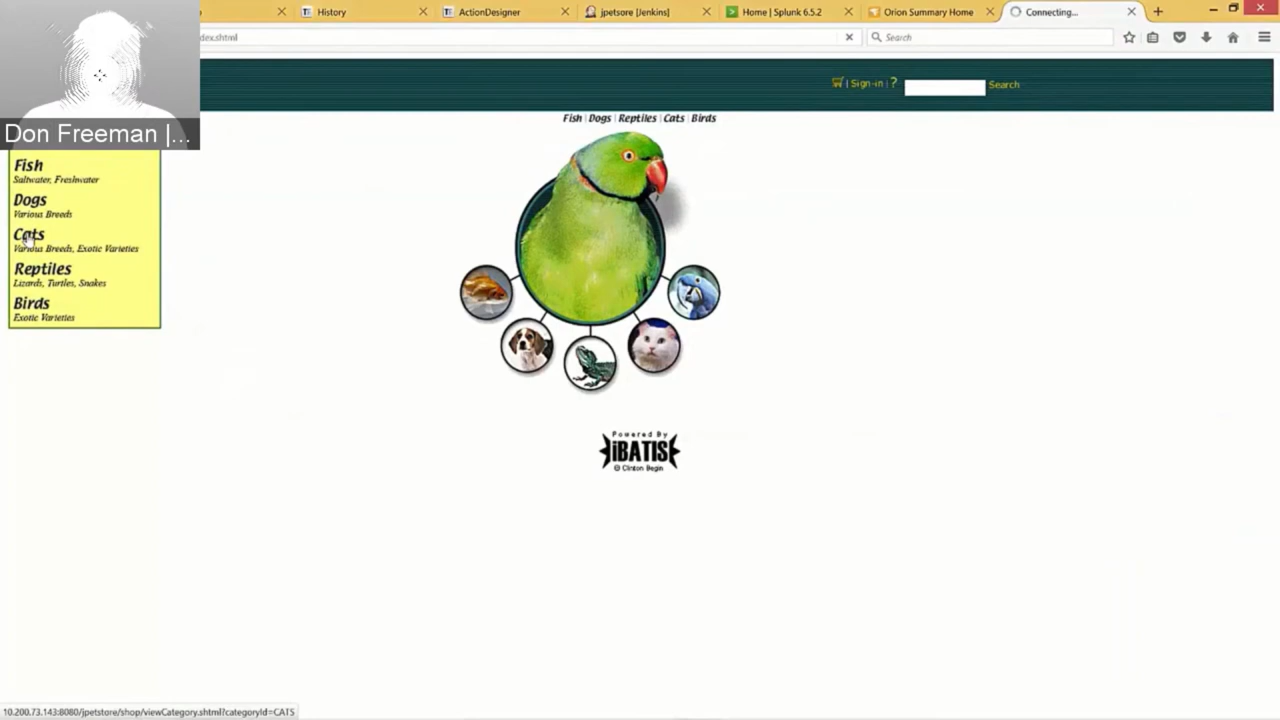 History
ActionDesigner
jpetsore [Jenkins]
Home | Splunk 6.5.2
Orion Summary Home
Connecting...
dex.shtml
Search
| Sign-in | ?
Search
Don Freeman |...
Fish | Dogs | Reptiles | Cats | Birds
Fish
Saltwater, Freshwater
Dogs
Various Breeds
Cats
Various Breeds, Exotic Varieties
Reptiles
Lizards, Turtles, Snakes
Birds
Exotic Varieties
Powered By
iBATIS
© Clinton Begin
10.200.73.143:8080/jpetstore/shop/viewCategory.shtml?categoryId=CATS